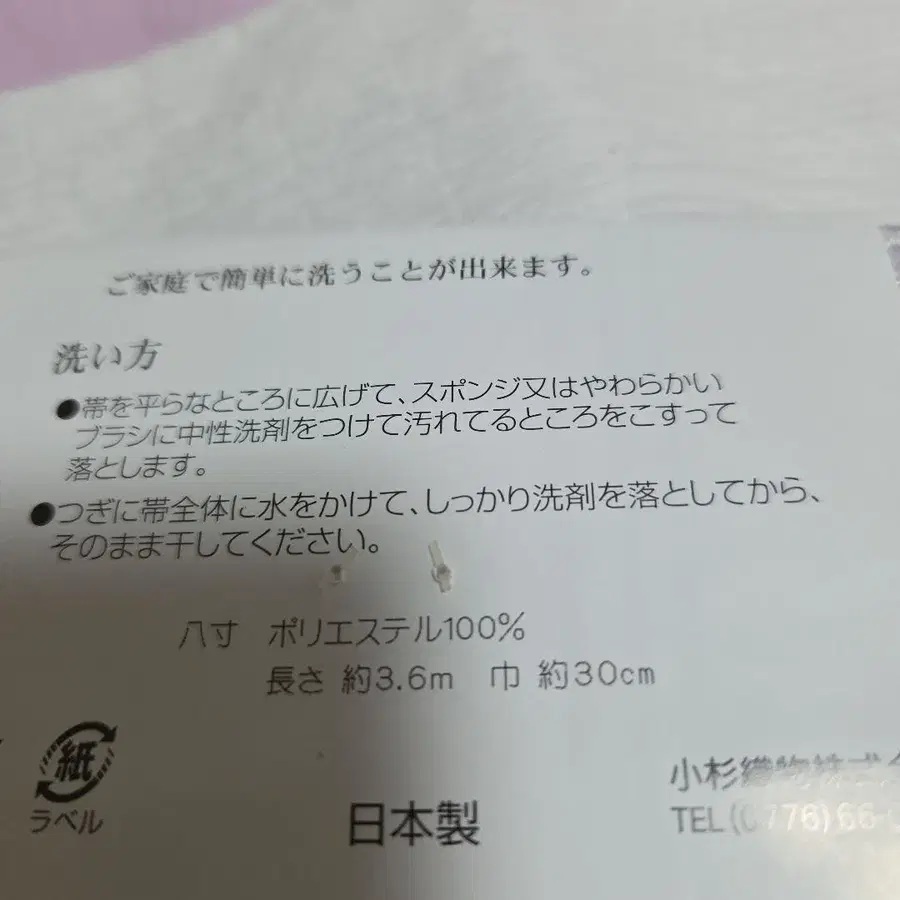 ご家庭で簡単に洗うことが出来ます。
洗い方
●帯を平らなところに広げて、スポンジ又はやわらかい
ブラシに中性洗剤をつけて汚れてるところをこすって
落とします。
●つぎに帯全体に水をかけて、しっかり洗剤を落としてから、
そのまま干してください。
八寸 ポリエステル100%
長さ 約3.6m 巾 約30cm
紙
ラベル
日本製
小杉織物株式
TEL(0776)66-